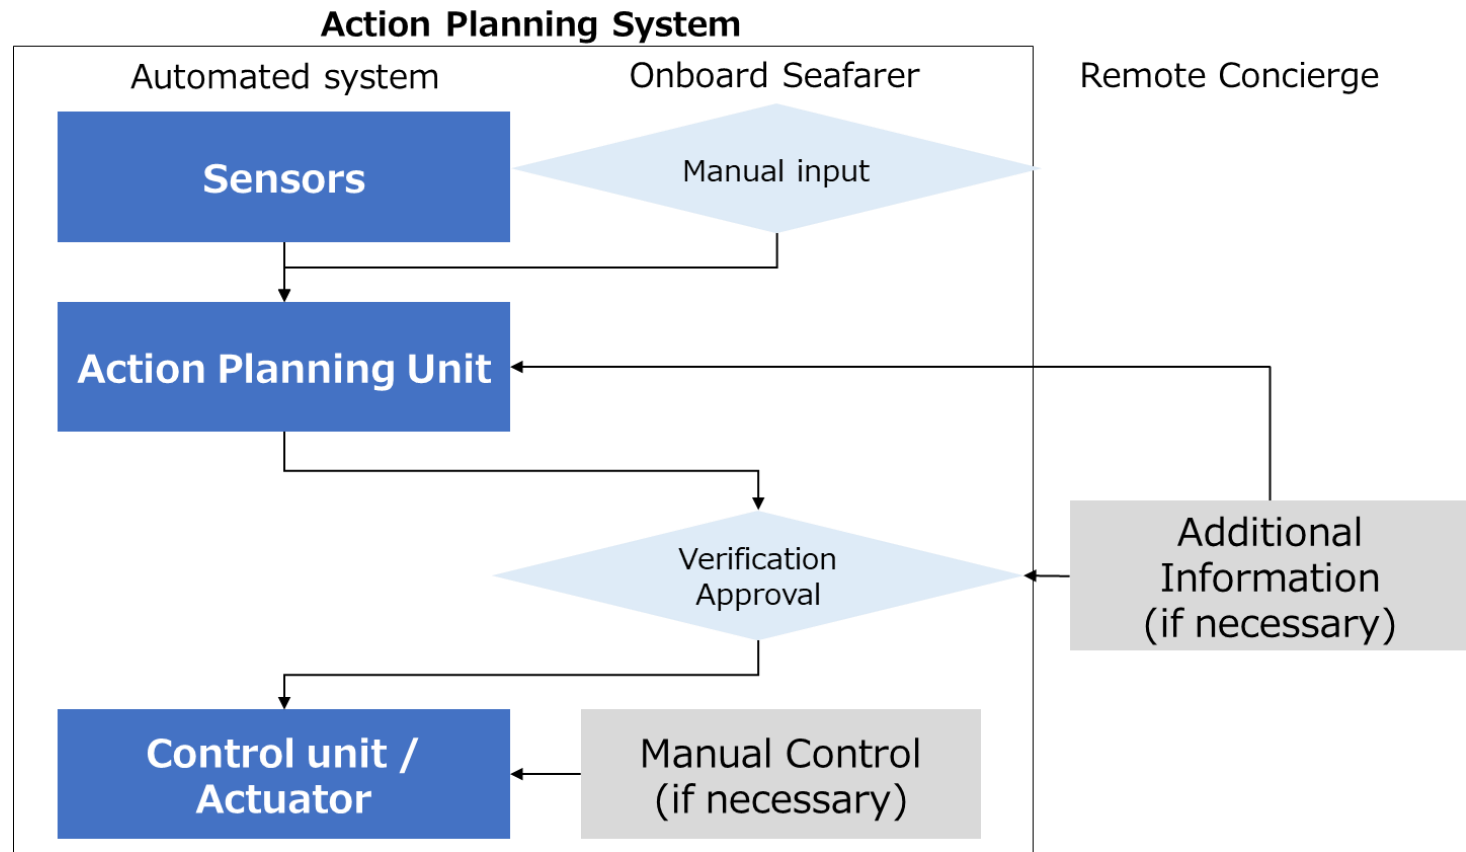 Action Planning System
Automated system
Onboard Seafarer
Remote Concierge
Sensors
Manual input
Action Planning Unit
Verification
Approval
Additional
Information
(if necessary)
Control unit /
Actuator
Manual Control
(if necessary)